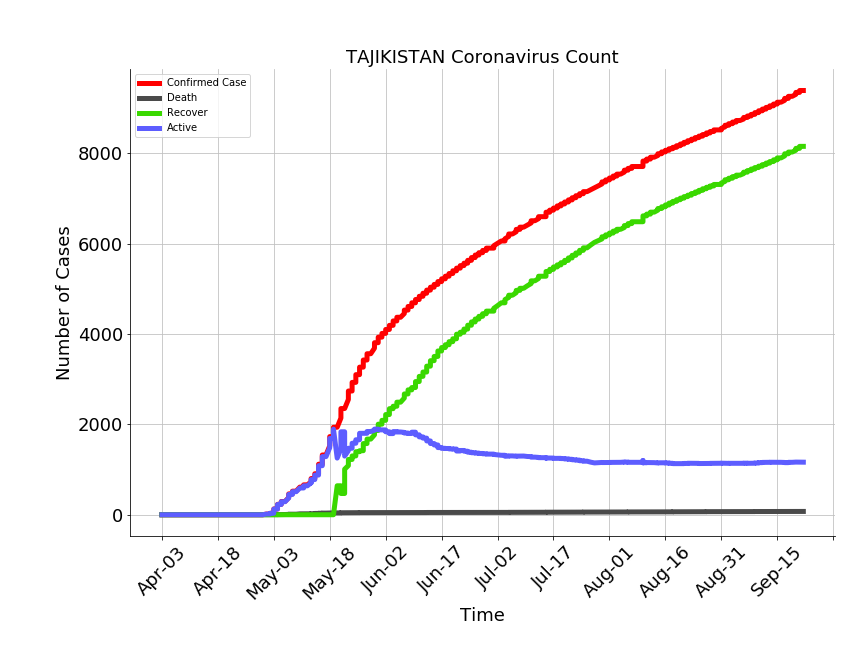 TAJIKISTAN Coronavirus Count
Confirmed Case
Death
Recover
Active
Number of Cases
8000
6000
4000
2000
0
Apr-03
Apr-18
May-03
May-18
Jun-02
Jun-17
Jul-02
Jul-17
Aug-01
Aug-16
Aug-31
Sep-15
Time